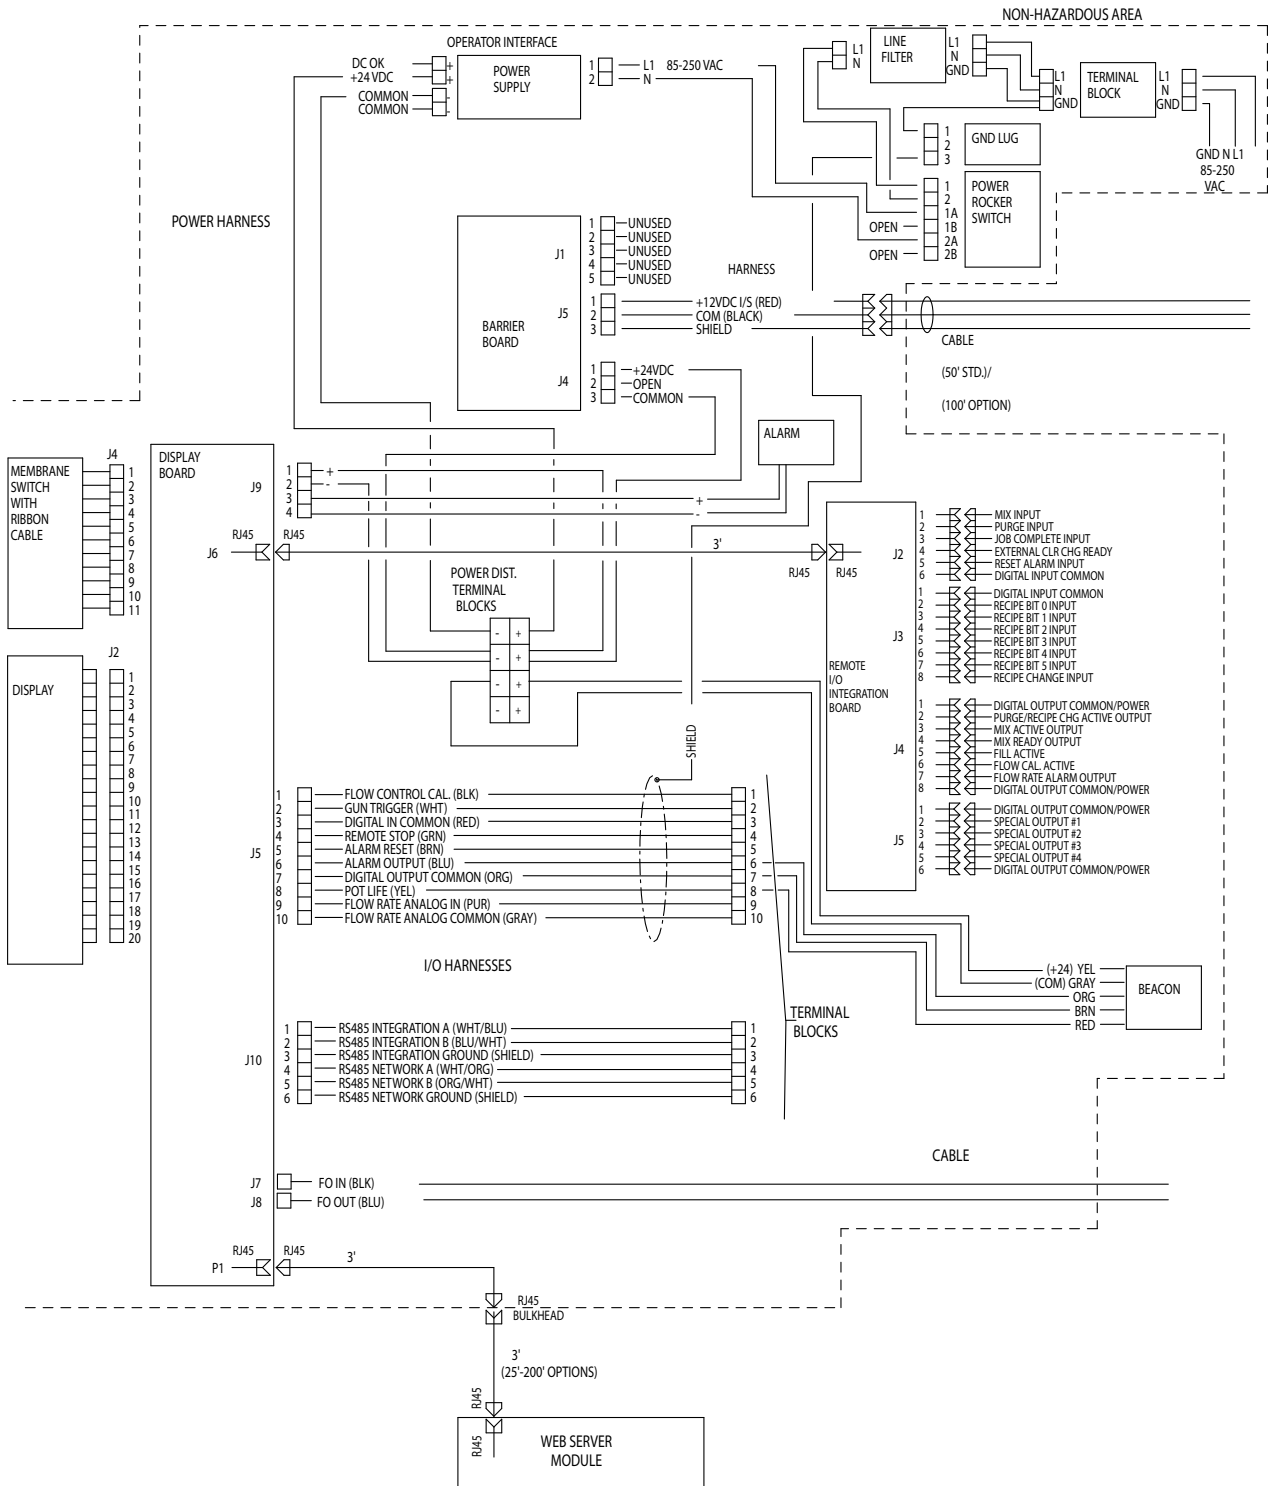 NON-HAZARDOUS AREA
OPERATOR INTERFACE
DC OK
+24 VDC
COMMON
COMMON
+
+
-
-
POWER
SUPPLY
1
2
L1 85-250 VAC
N
L1
N
LINE
FILTER
L1
N
GND
L1
N
GND
TERMINAL
BLOCK
L1
N
GND
GND N L1
85-250
VAC
1
2
3
GND LUG
1
2
1A
1B
2A
2B
OPEN
OPEN
POWER
ROCKER
SWITCH
POWER HARNESS
BARRIER
BOARD
J1
1 UNUSED
2 UNUSED
3 UNUSED
4 UNUSED
5 UNUSED
HARNESS
J5
1 +12VDC I/S (RED)
2 COM (BLACK)
3 SHIELD
J4
1 +24VDC
2 OPEN
3 COMMON
CABLE
(50' STD.)/
(100' OPTION)
ALARM
MEMBRANE
SWITCH
WITH
RIBBON
CABLE
J4
1
2
3
4
5
6
7
8
9
10
11
DISPLAY
BOARD
J9
1 +
2 -
3 +
4 -
J6
RJ45
RJ45
3'
RJ45
RJ45
POWER DIST.
TERMINAL
BLOCKS
- +
- +
- +
- +
SHIELD
DISPLAY
J2
1
2
3
4
5
6
7
8
9
10
11
12
13
14
15
16
17
18
19
20
REMOTE
I/O
INTEGRATION
BOARD
J2
1 MIX INPUT
2 PURGE INPUT
3 JOB COMPLETE INPUT
4 EXTERNAL CLR CHG READY
5 RESET ALARM INPUT
6 DIGITAL INPUT COMMON
J3
1 DIGITAL INPUT COMMON
2 RECIPE BIT 0 INPUT
3 RECIPE BIT 1 INPUT
4 RECIPE BIT 2 INPUT
5 RECIPE BIT 3 INPUT
6 RECIPE BIT 4 INPUT
7 RECIPE BIT 5 INPUT
8 RECIPE CHANGE INPUT
J4
1 DIGITAL OUTPUT COMMON/POWER
2 PURGE/RECIPE CHG ACTIVE OUTPUT
3 MIX ACTIVE OUTPUT
4 MIX READY OUTPUT
5 FILL ACTIVE
6 FLOW CAL. ACTIVE
7 FLOW RATE ALARM OUTPUT
8 DIGITAL OUTPUT COMMON/POWER
J5
1 DIGITAL OUTPUT COMMON/POWER
2 SPECIAL OUTPUT #1
3 SPECIAL OUTPUT #2
4 SPECIAL OUTPUT #3
5 SPECIAL OUTPUT #4
6 DIGITAL OUTPUT COMMON/POWER
J5
1 FLOW CONTROL CAL. (BLK) 1
2 GUN TRIGGER (WHT) 2
3 DIGITAL IN COMMON (RED) 3
4 REMOTE STOP (GRN) 4
5 ALARM RESET (BRN) 5
6 ALARM OUTPUT (BLU) 6
7 DIGITAL OUTPUT COMMON (ORG) 7
8 POT LIFE (YEL) 8
9 FLOW RATE ANALOG IN (PUR) 9
10 FLOW RATE ANALOG COMMON (GRAY) 10
I/O HARNESSES
TERMINAL
BLOCKS
(+24) YEL
(COM) GRAY
ORG
BRN
RED
BEACON
J10
1 RS485 INTEGRATION A (WHT/BLU) 1
2 RS485 INTEGRATION B (BLU/WHT) 2
3 RS485 INTEGRATION GROUND (SHIELD) 3
4 RS485 NETWORK A (WHT/ORG) 4
5 RS485 NETWORK B (ORG/WHT) 5
6 RS485 NETWORK GROUND (SHIELD) 6
CABLE
J7 FO IN (BLK)
J8 FO OUT (BLU)
P1
RJ45
RJ45
3'
RJ45
BULKHEAD
3'
(25'-200' OPTIONS)
RJ45
RJ45
WEB SERVER
MODULE